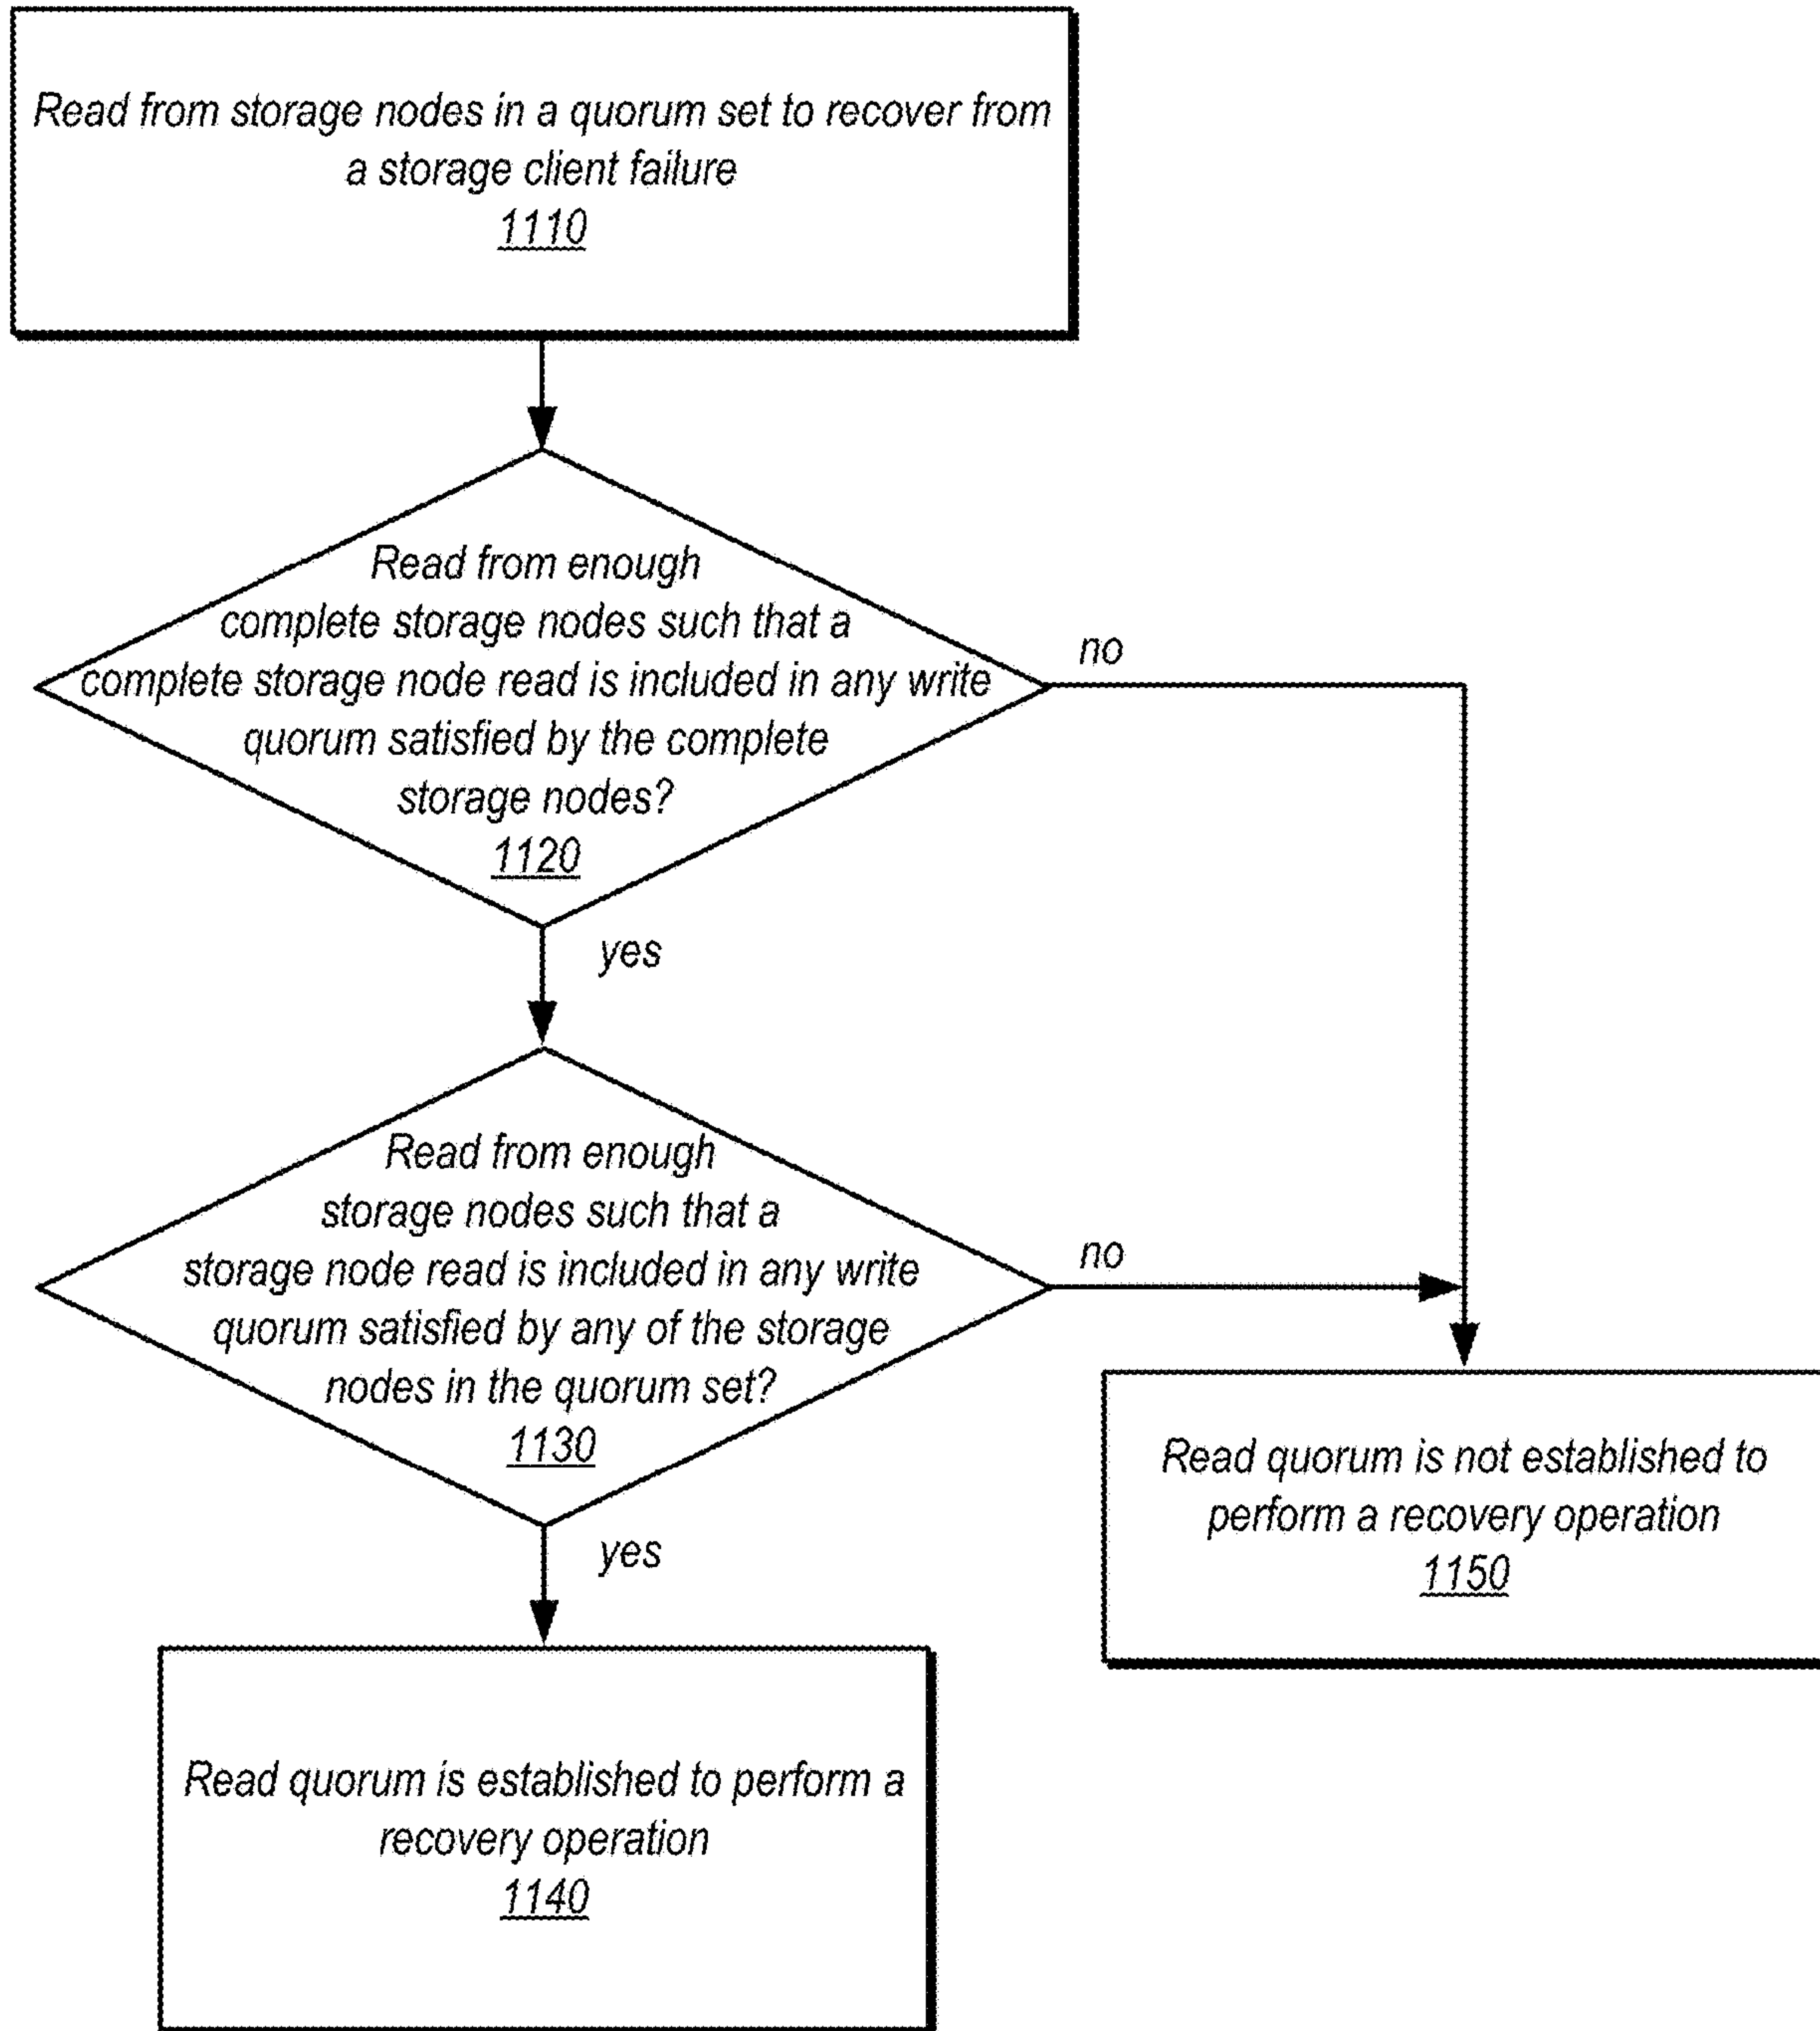 Read from storage nodes in a quorum set to recover from
a storage client failure
1110
Read from enough
complete storage nodes such that a
complete storage node read is included in any write
quorum satisfied by the complete
storage nodes?
1120
no
yes
Read from enough
storage nodes such that a
storage node read is included in any write
quorum satisfied by any of the storage
nodes in the quorum set?
1130
no
yes
Read quorum is not established to
perform a recovery operation
1150
Read quorum is established to perform a
recovery operation
1140